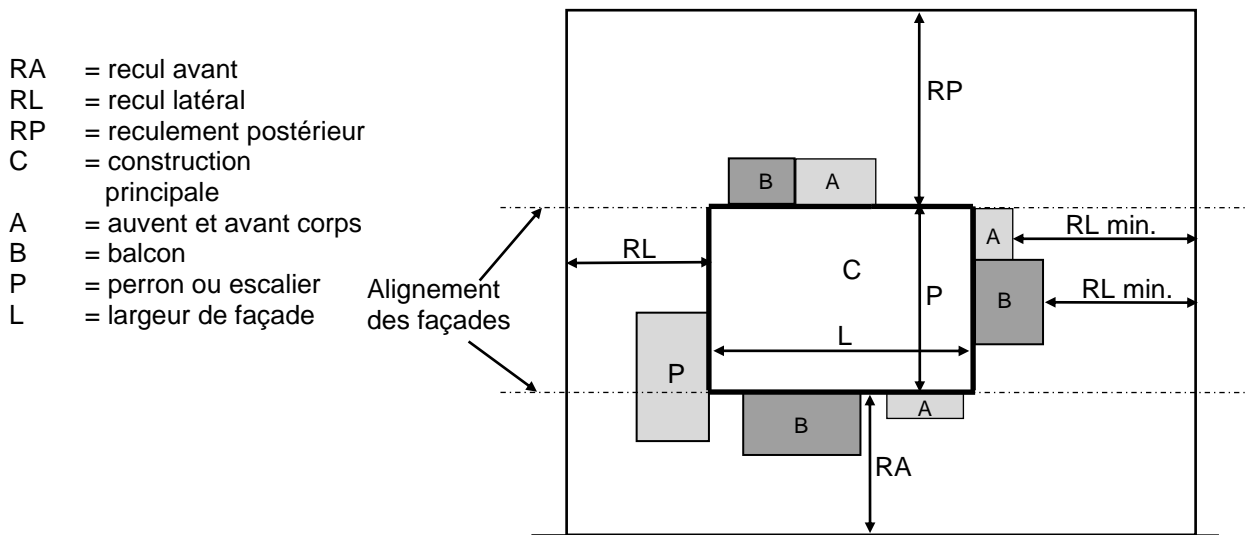 RA = recul avant
RL = recul latéral
RP = reculement postérieur
C = construction
principale
A = auvent et avant corps
B = balcon
P = perron ou escalier
L = largeur de façade
Alignement
des façades
RP
B
A
RL
C
A
RL min.
P
B
RL min.
L
P
B
A
RA